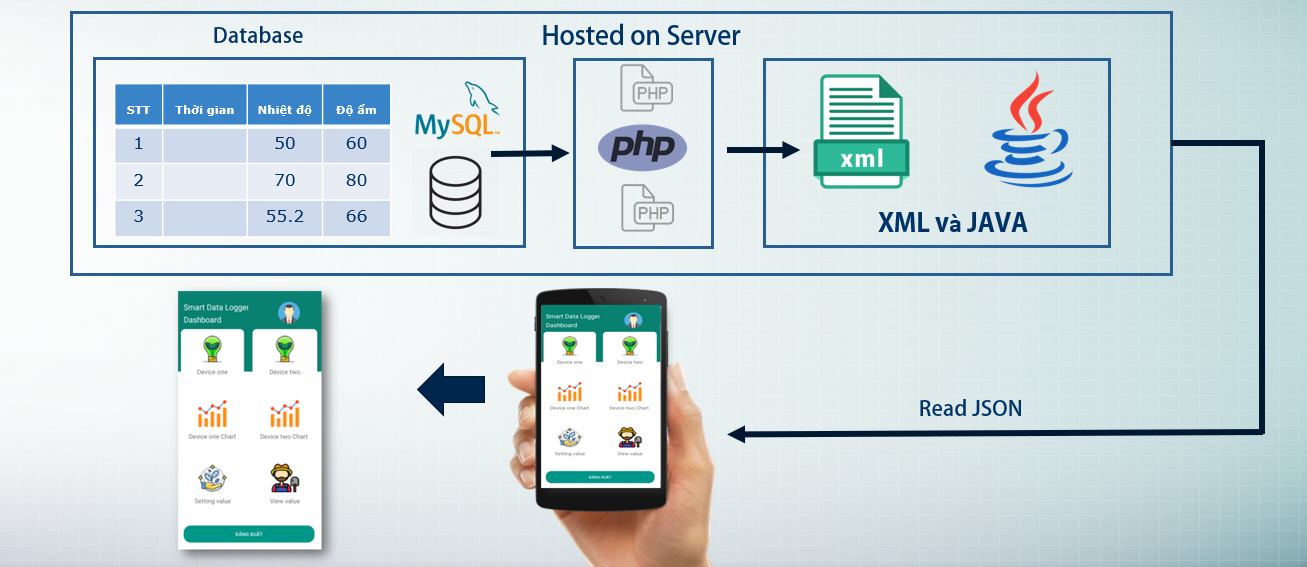 Database
Hosted on Server
STT Thời gian Nhiệt độ Độ ẩm
1 50 60
2 70 80
3 55.2 66
MySQL™
PHP
php
PHP
xml
XML và JAVA
Smart Data Logger
Dashboard
Device one Device two
Device one Chart Device two Chart
Setting value View value
ĐĂNG XUẤT
Smart Data Logger
Dashboard
Device one Device two
Device one Chart Device two Chart
Setting value View value
ĐĂNG XUẤT
Read JSON